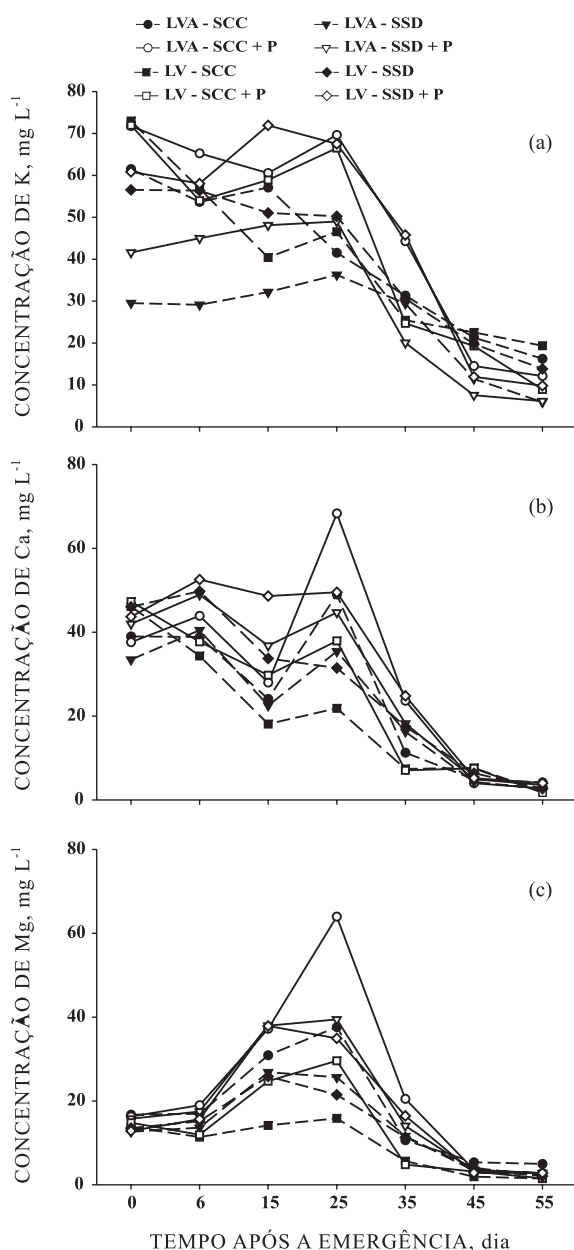 LVA - SCC LVA - SSD
LVA - SCC + P LVA - SSD + P
LV - SCC LV - SSD
LV - SCC + P LV - SSD + P
CONCENTRAÇÃO DE K, mg L-1
80
70
60
50
40
30
20
10
0
(a)
CONCENTRAÇÃO DE Ca, mg L-1
80
60
40
20
0
(b)
CONCENTRAÇÃO DE Mg, mg L-1
80
60
40
20
0
(c)
0 6 15 25 35 45 55
TEMPO APÓS A EMERGÊNCIA, dia